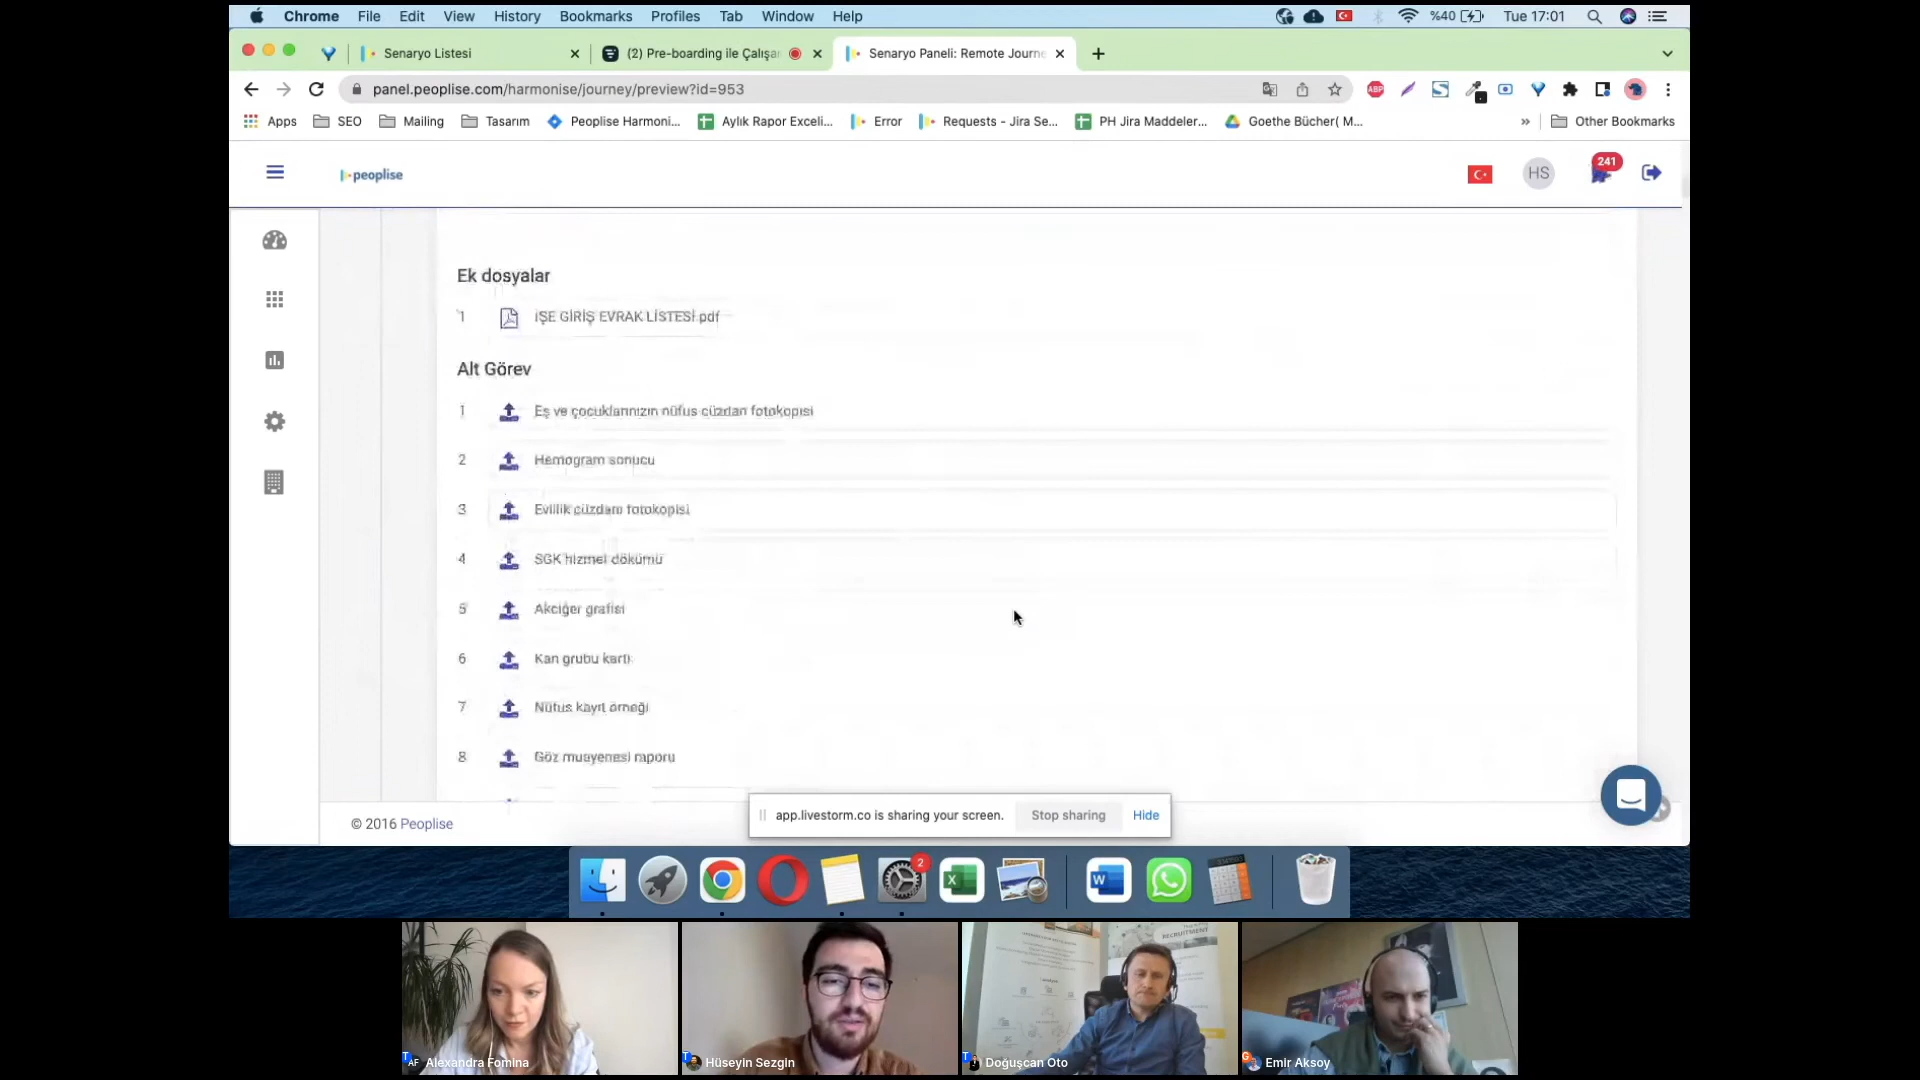 Chrome File Edit View History Bookmarks Profiles Tab Window Help %40 Tue 17:01
Senaryo Listesi (2) Pre-boarding ile Çalışa Senaryo Paneli: Remote Journe
panel.peoplise.com/harmonise/journey/preview?id=953 ABP
Apps SEO Mailing Tasarım Peoplise Harmoni... Aylık Rapor Exceli... Error Requests - Jira Se... PH Jira Maddeler... Goethe Bücher( M... » Other Bookmarks
peoplise HS 241
Ek dosyalar
1 İŞE GİRİŞ EVRAK LİSTESİ.pdf
Alt Görev
1 Eş ve çocuklarınızın nüfus cüzdan fotokopisi
2 Hemogram sonucu
3 Evlilik cüzdanı fotokopisi
4 SGK hizmet dökümü
5 Akciğer grafisi
6 Kan grubu kartı
7 Nüfus kayıt örneği
8 Göz muayenesi raporu
app.livestorm.co is sharing your screen. Stop sharing Hide
© 2016 Peoplise
2
RECRUITMENT
AF Alexandra Fomina
Hüseyin Sezgin
Doğuşcan Oto
Emir Aksoy